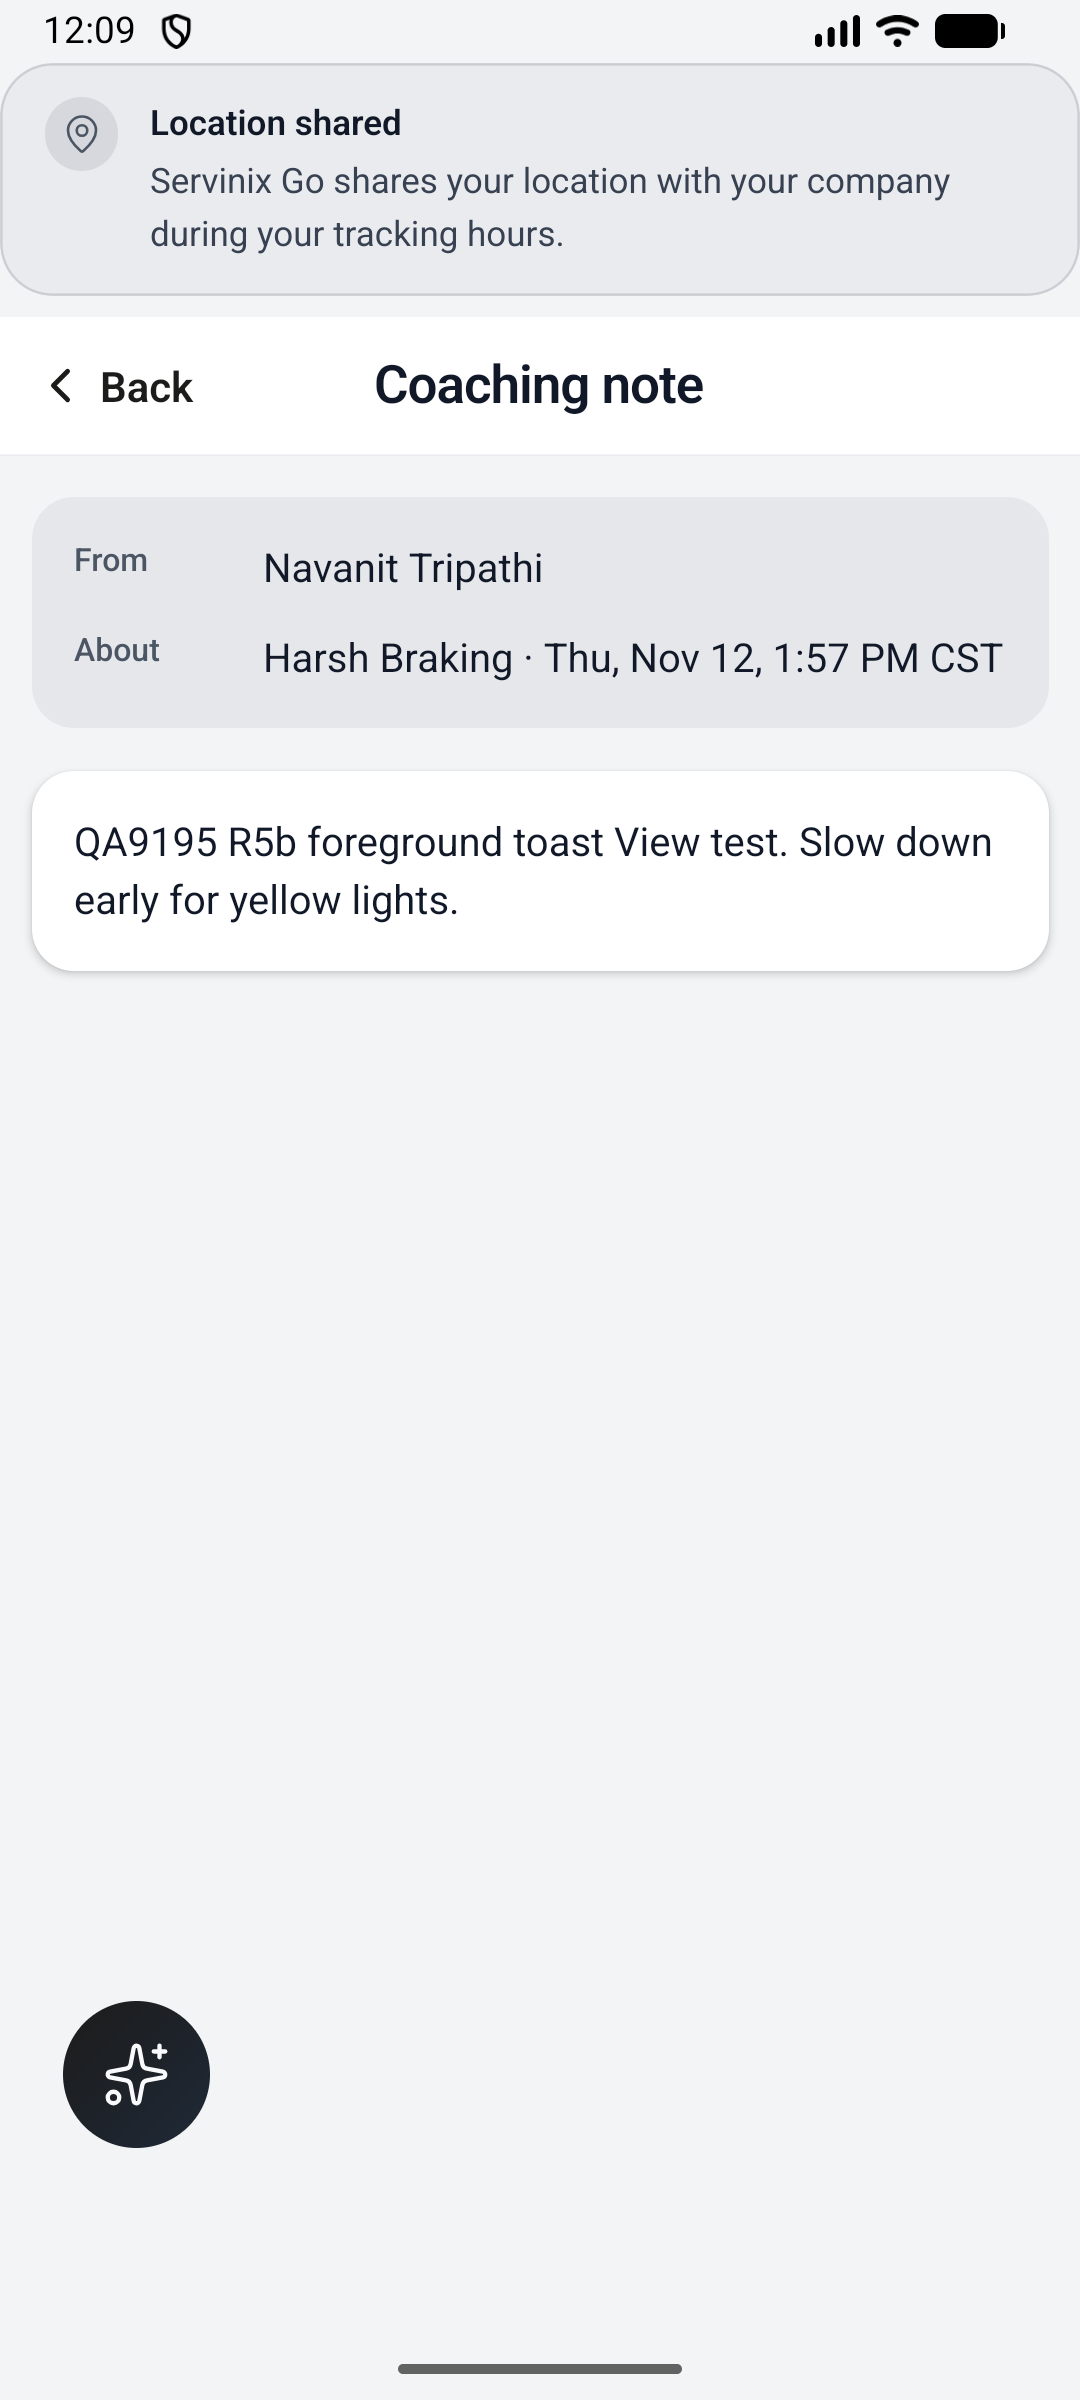 12:09
Location shared
Servinix Go shares your location with your company
during your tracking hours.
Back
Coaching note
From
Navanit Tripathi
About
Harsh Braking · Thu, Nov 12, 1:57 PM CST
QA9195 R5b foreground toast View test. Slow down
early for yellow lights.